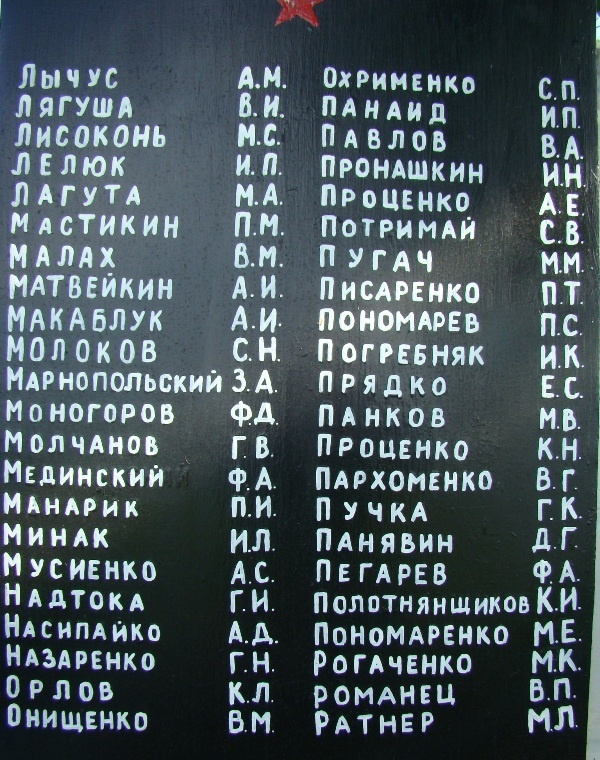 Лычус А.М.
Лягуша В.И.
Лисоконь М.С.
Лелюк И.П.
Лагута М.А.
Мастикин П.М.
Малах В.М.
Матвейкин А.И.
Макаблук А.И.
Молоков С.Н.
Марнопольский З.А.
Моногоров Ф.Д.
Молчанов Г.В.
Мединский Ф.А.
Манарик П.И.
Минак И.Л.
Мусиенко А.С.
Надтока Г.И.
Насипайко А.Д.
Назаренко Г.Н.
Орлов К.Л.
Онищенко В.М.
Охрименко С.П.
Панаид И.П.
Павлов В.А.
Пронашкин И.Н.
Проценко А.Е.
Потримай С.В.
Пугач М.М.
Писаренко П.Т.
Пономарев П.С.
Погребняк И.К.
Прядко Е.С.
Панков М.В.
Проценко К.Н.
Пархоменко В.Г.
Пучка Г.К.
Панявин Д.Г.
Пегарев Ф.А.
Полотнянщиков К.И.
Пономаренко М.Е.
Рогаченко М.К.
Романец В.П.
Ратнер М.Л.